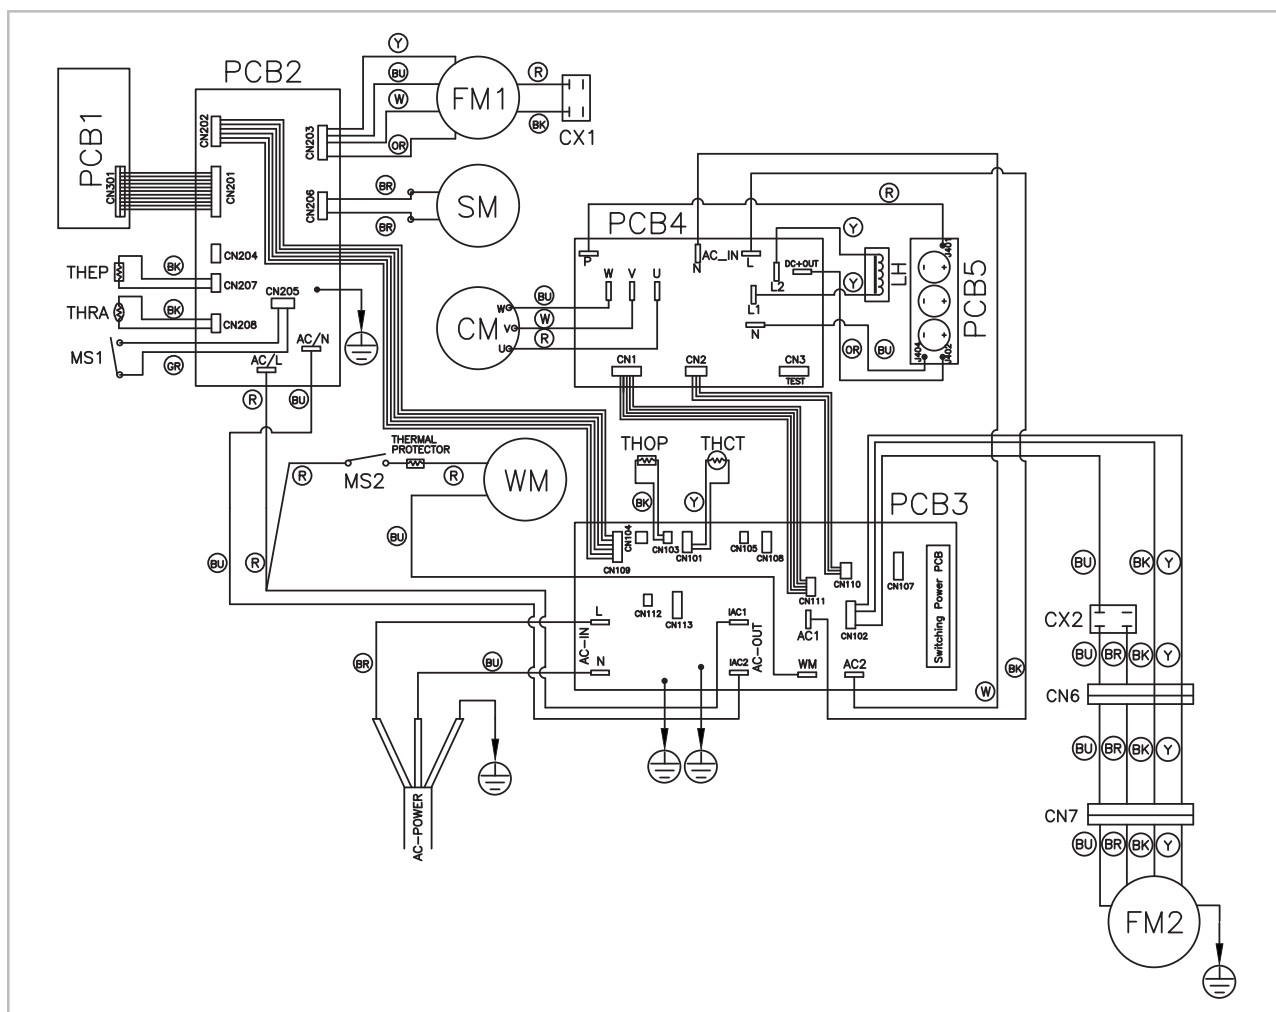 Y
PCB2
BU
R
FM1
W
CN202
CN203
BK
CX1
OR
PCB1
CN301
CN201
BR
SM
CN206
BR
R
PCB4
Y
J401
P
N
AC_IN
L
CN204
THEP
BK
CN207
DC+OUT
W
V
U
L2
Y
LH
- +
PCB5
CN205
BU
W
L1
- +
THRA
BK
CN208
CM
V
W
R
U
N
- +
MS1
AC/N
OR
BU
J404
J402
GR
AC/L
CN1
CN2
CN3
TEST
R
BU
THERMAL
PROTECTOR
THOP
THCT
R
MS2
R
WM
BK
Y
PCB3
BU
CN104
CN103
CN101
CN105
CN108
CN109
CN110
CN107
Switching Power PCB
BU
R
BU
BK
Y
CN112
CN113
CN111
CN102
L
AC-IN
N
IAC1
AC-OUT
IAC2
AC1
WM
AC2
CX2
BR
BU
W
BK
BU
BR
BK
Y
CN6
BU
BR
BK
Y
AC-POWER
CN7
BU
BR
BK
Y
FM2